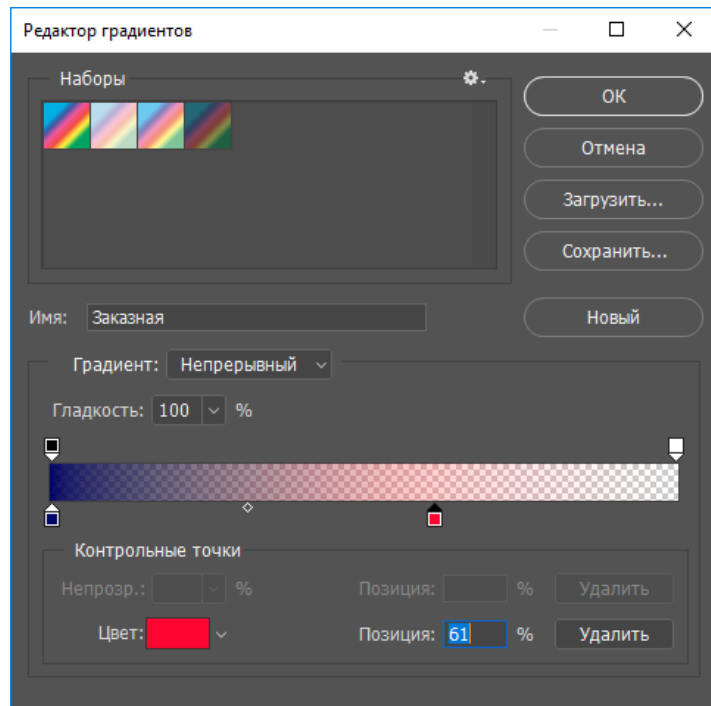 Редактор градиентов
Наборы
ОК
Отмена
Загрузить...
Сохранить...
Имя: Заказная
Новый
Градиент: Непрерывный
Гладкость: 100 %
Контрольные точки
Непрозр.: % Позиция: % Удалить
Цвет: Позиция: 61 % Удалить